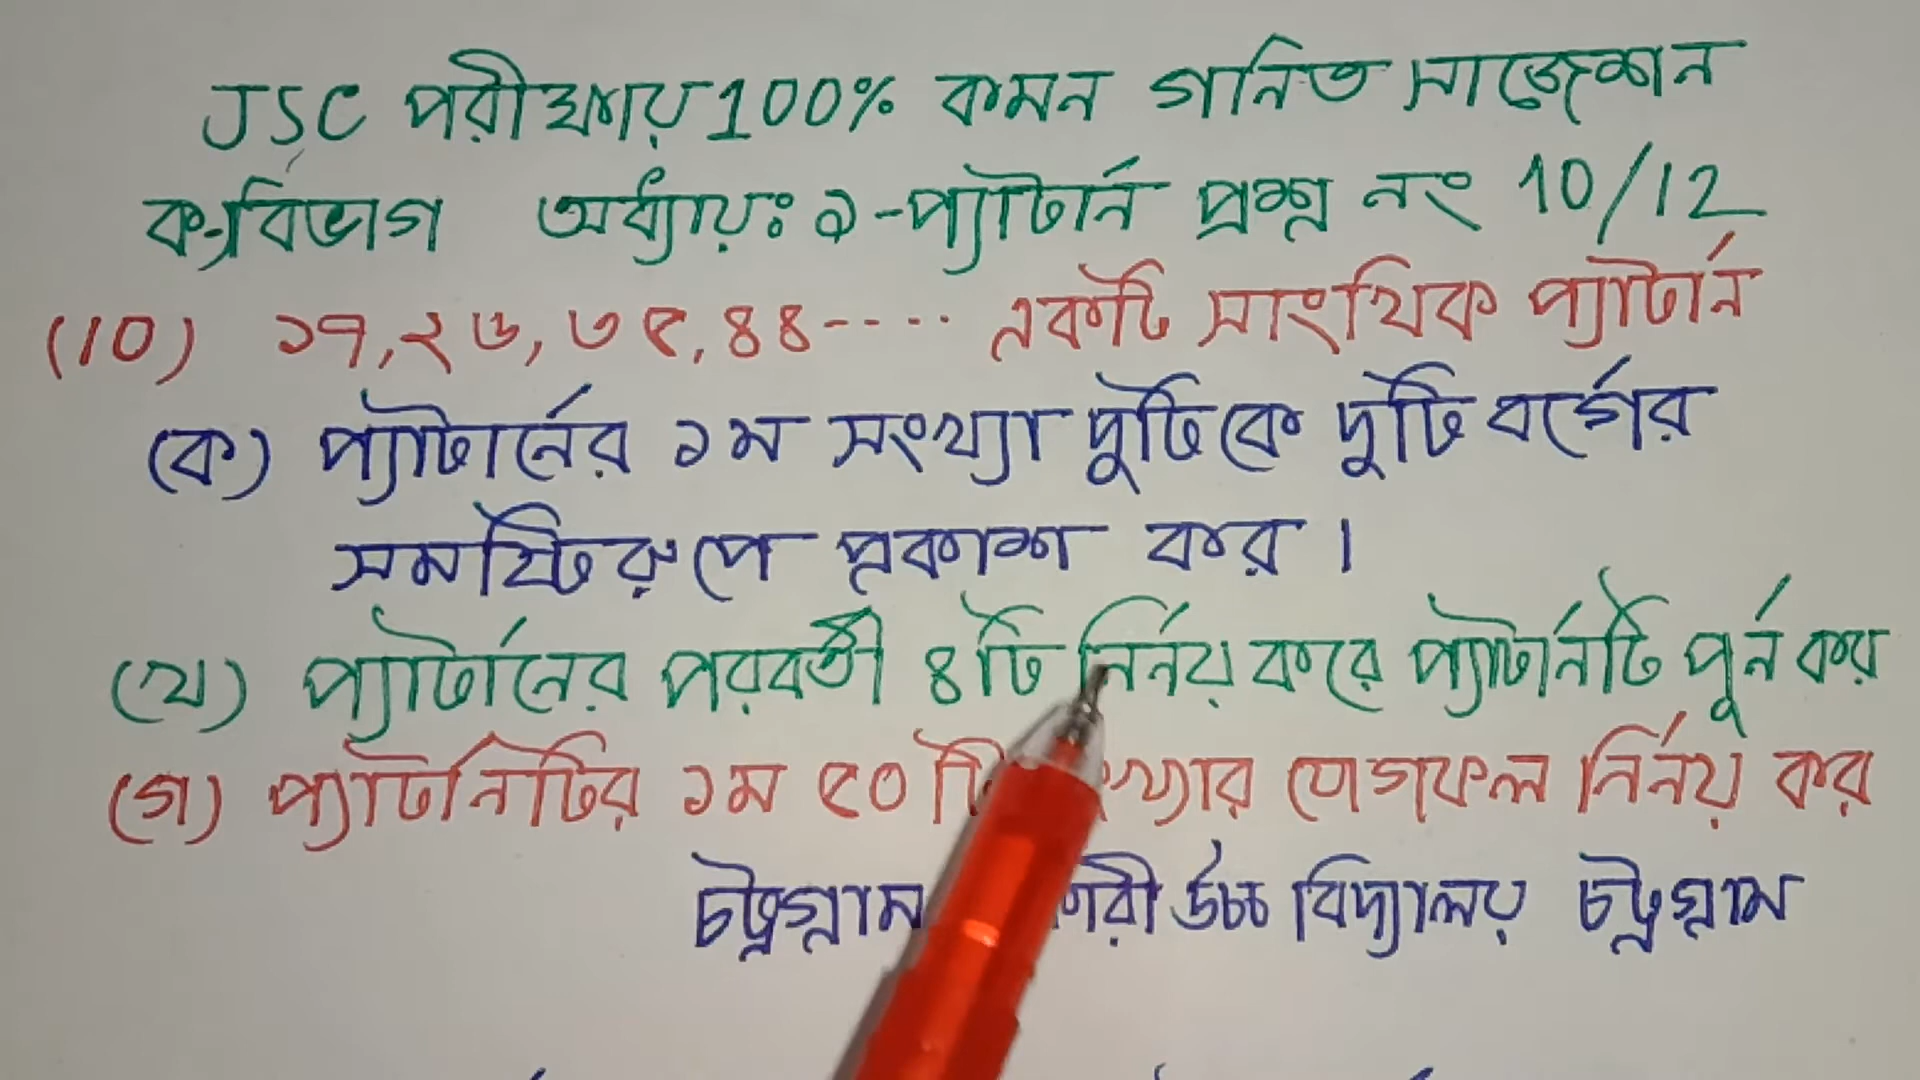 JSC পরীক্ষায় 100% কমন গনিত সাজেশান
ক-বিভাগ অধ্যায়ঃ ১-প্যাটার্ন প্রশ্ন নং 10/12
(10) ১৭, ২৬, ৩৫, ৪৪---.. একটি সাংখিক প্যাটার্ন
(ক) প্যাটার্নের ১ম সংখ্যা দুটিকে দুটি বর্গের
সমষ্টিরুপে প্রকাশ কর।
(খ) প্যার্টানের পরবর্তী ৪টি নির্নয় করে প্যাটার্নটি পূর্ন কর
(গ) প্যাটার্নটির ১ম ৫০ যোগফল নির্নয় কর
চট্টগ্রাম উচ্চ বিদ্যালয় চট্টগ্রাম